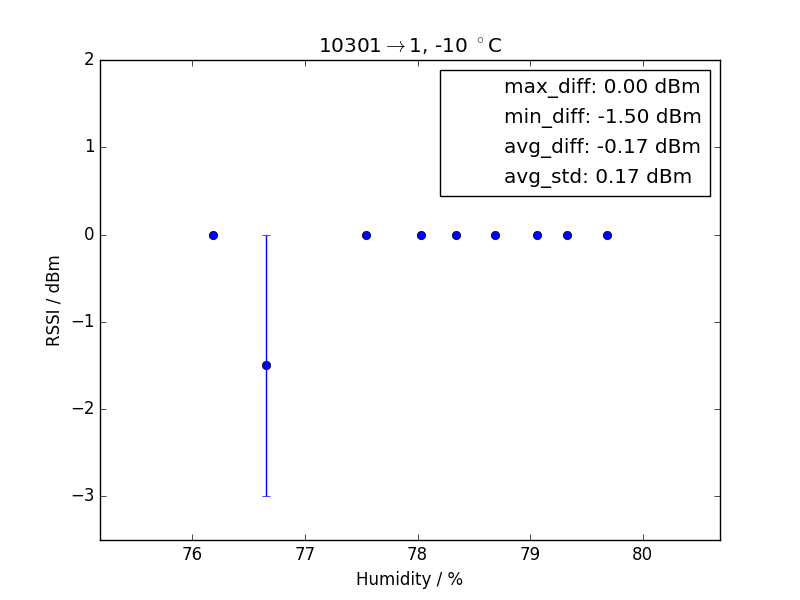 10301→1, -10 °C
max_diff: 0.00 dBm
min_diff: -1.50 dBm
avg_diff: -0.17 dBm
avg_std: 0.17 dBm
2
1
0
−1
−2
−3
RSSI / dBm
76 77 78 79 80
Humidity / %